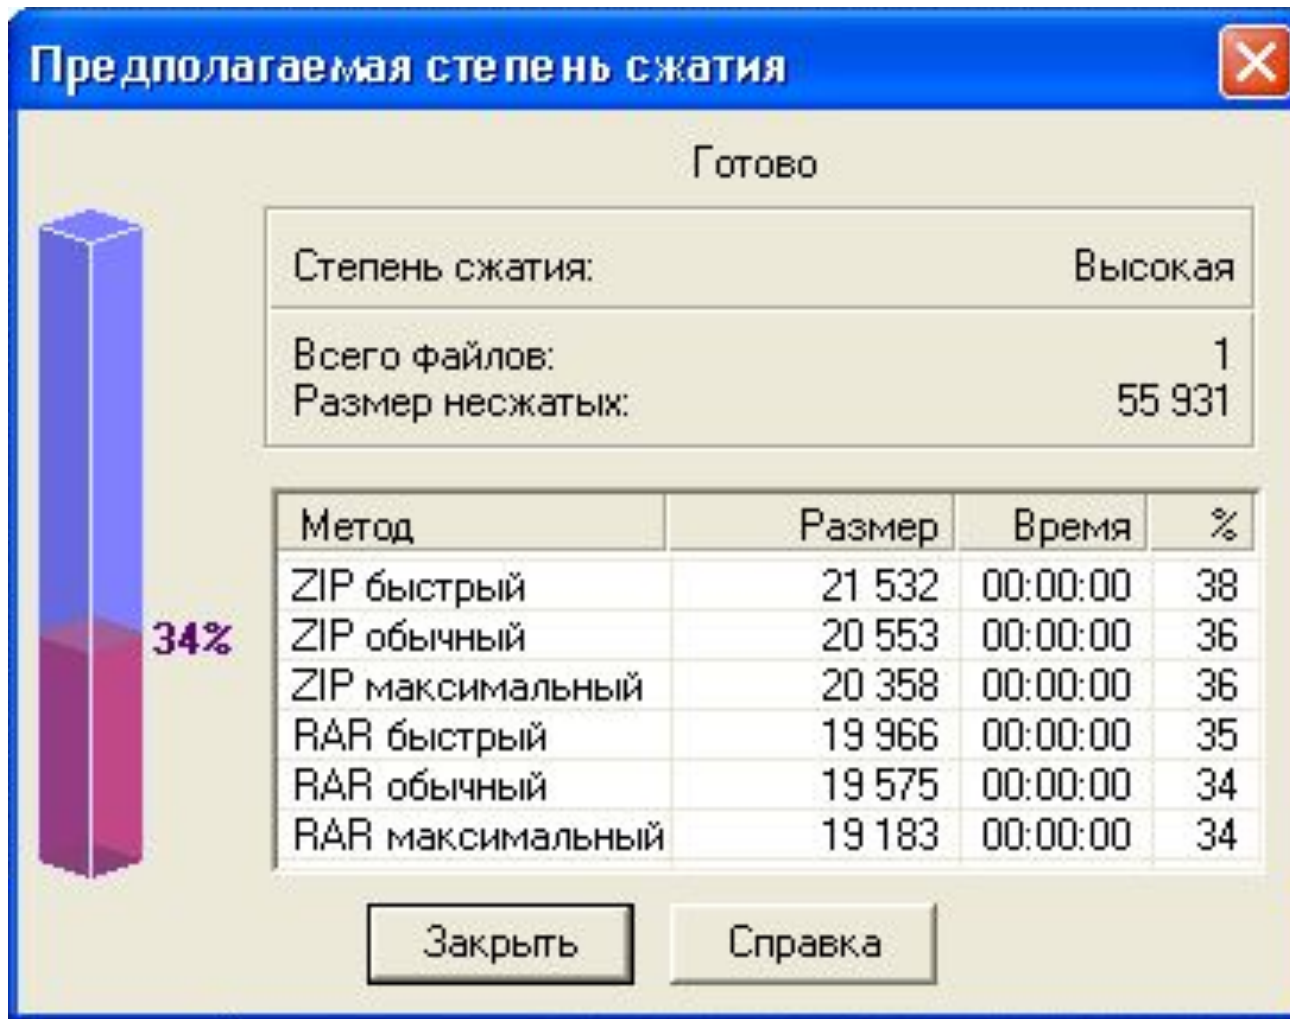 Предполагаемая степень сжатия
Готово
Степень сжатия: Высокая
Всего файлов: 1
Размер несжатых: 55 931
34%
Метод Размер Время %
ZIP быстрый 21 532 00:00:00 38
ZIP обычный 20 553 00:00:00 36
ZIP максимальный 20 358 00:00:00 36
RAR быстрый 19 966 00:00:00 35
RAR обычный 19 575 00:00:00 34
RAR максимальный 19 183 00:00:00 34
Закрыть Справка